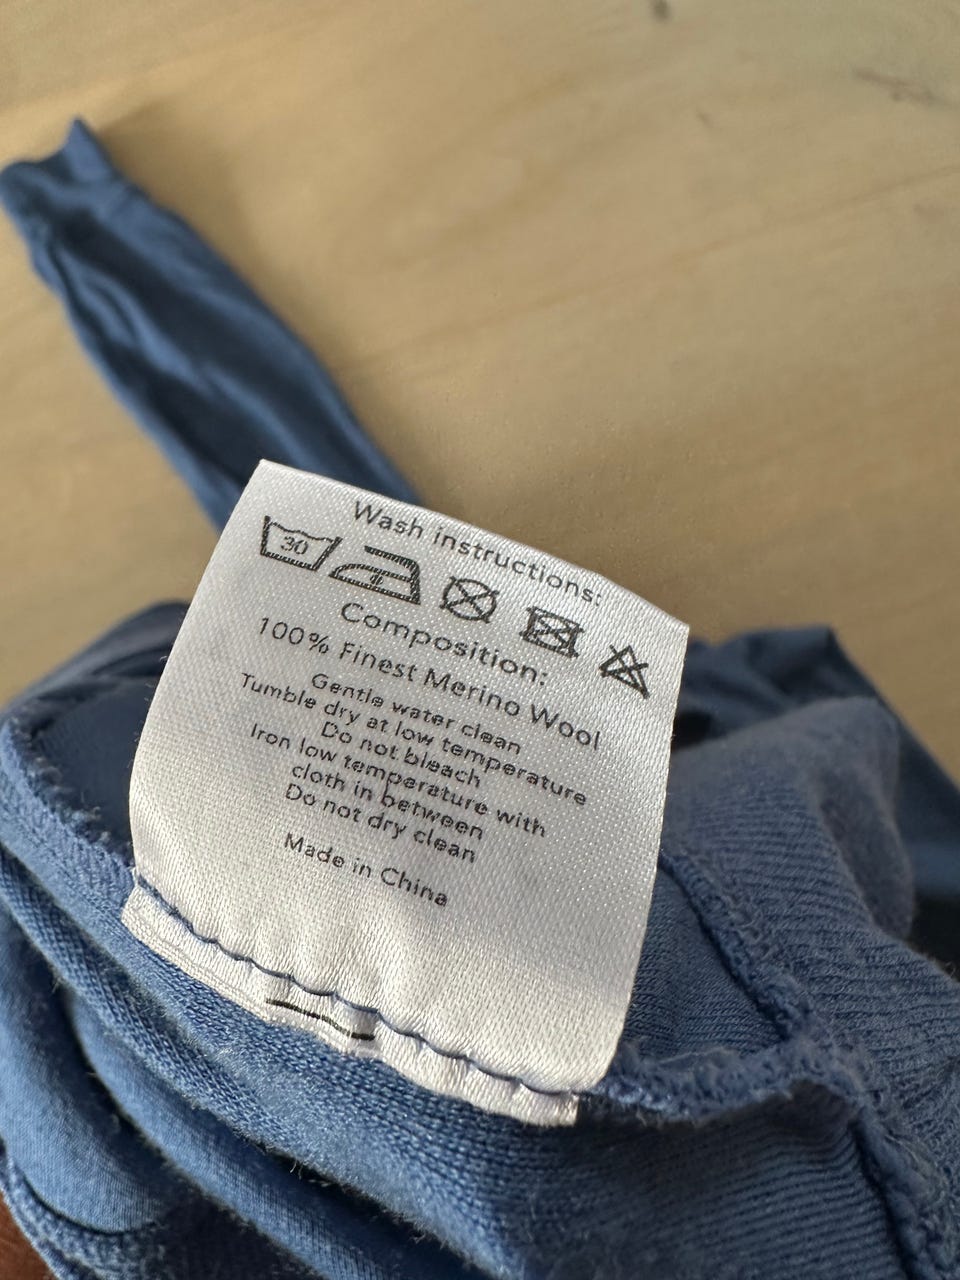 Wash instructions:
30
Composition:
100% Finest Merino Wool
Gentle water clean
Tumble dry at low temperature
Do not bleach
Iron low temperature with
cloth in between
Do not dry clean
Made in China